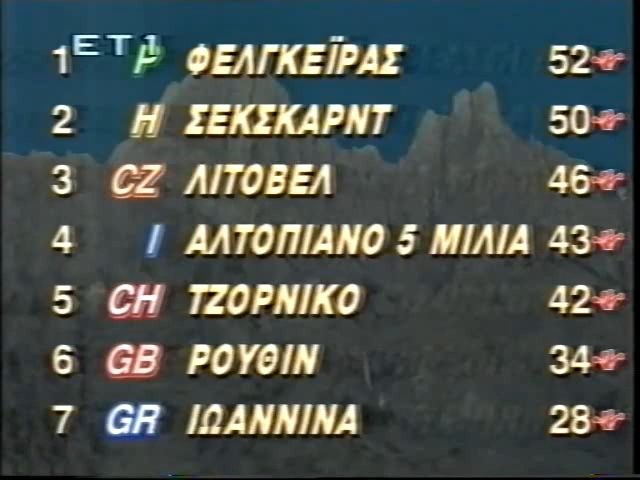 ET1
1 P ΦΕΛΓΚΕΪΡΑΣ 52
2 H ΣΕΚΣΚΑΡΝΤ 50
3 CZ ΛΙΤΟΒΕΛ 46
4 I ΑΛΤΟΠΙΑΝΟ 5 ΜΙΛΙΑ 43
5 CH ΤΖΟΡΝΙΚΟ 42
6 GB ΡΟΥΘΙΝ 34
7 GR ΙΩΑΝΝΙΝΑ 28